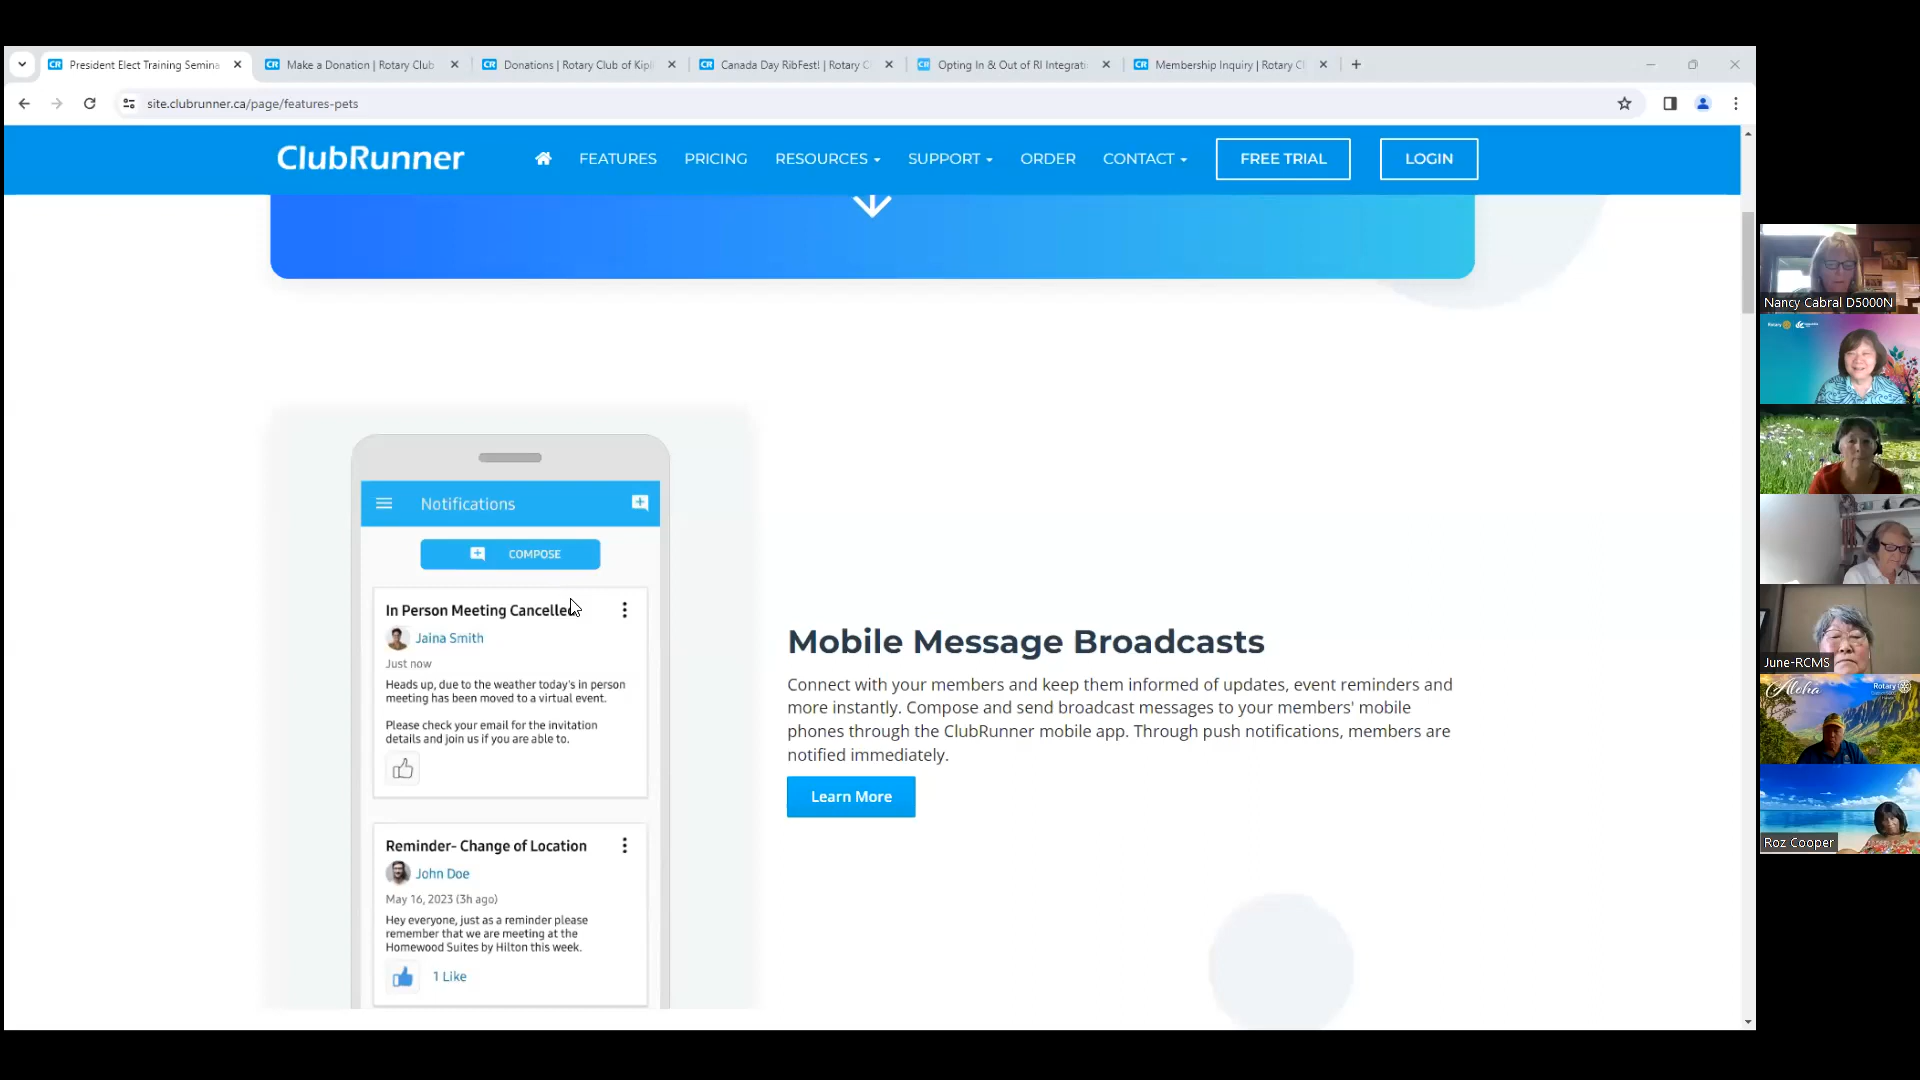 President Elect Training Semina
Make a Donation | Rotary Club
Donations | Rotary Club of Kip
Canada Day RibFest! | Rotary C
Opting In & Out of RI Integrati
Membership Inquiry | Rotary Cl
site.clubrunner.ca/page/features-pets
ClubRunner
FEATURES
PRICING
RESOURCES
SUPPORT
ORDER
CONTACT
FREE TRIAL
LOGIN
Notifications
COMPOSE
In Person Meeting Cancelled
Jaina Smith
Just now
Heads up, due to the weather today's in person
meeting has been moved to a virtual event.
Please check your email for the invitation
details and join us if you are able to.
Reminder- Change of Location
John Doe
May 16, 2023 (3h ago)
Hey everyone, just as a reminder please
remember that we are meeting at the
Homewood Suites by Hilton this week.
1 Like
Mobile Message Broadcasts
Connect with your members and keep them informed of updates, event reminders and
more instantly. Compose and send broadcast messages to your members' mobile
phones through the ClubRunner mobile app. Through push notifications, members are
notified immediately.
Learn More
Nancy Cabral D5000N
Rotary
June-RCMS
Aloha
Rotary
Roz Cooper